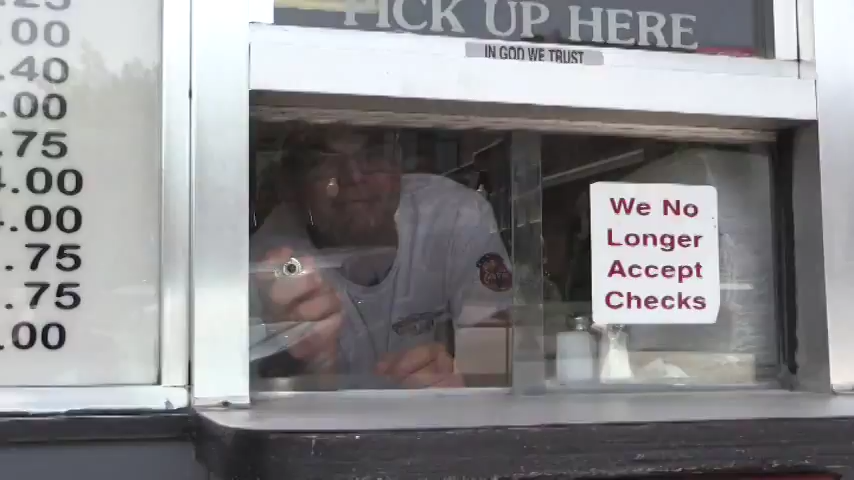 PICK UP HERE
IN GOD WE TRUST
.00
.40
.00
.75
.00
.00
.75
.75
.00
We No
Longer
Accept
Checks